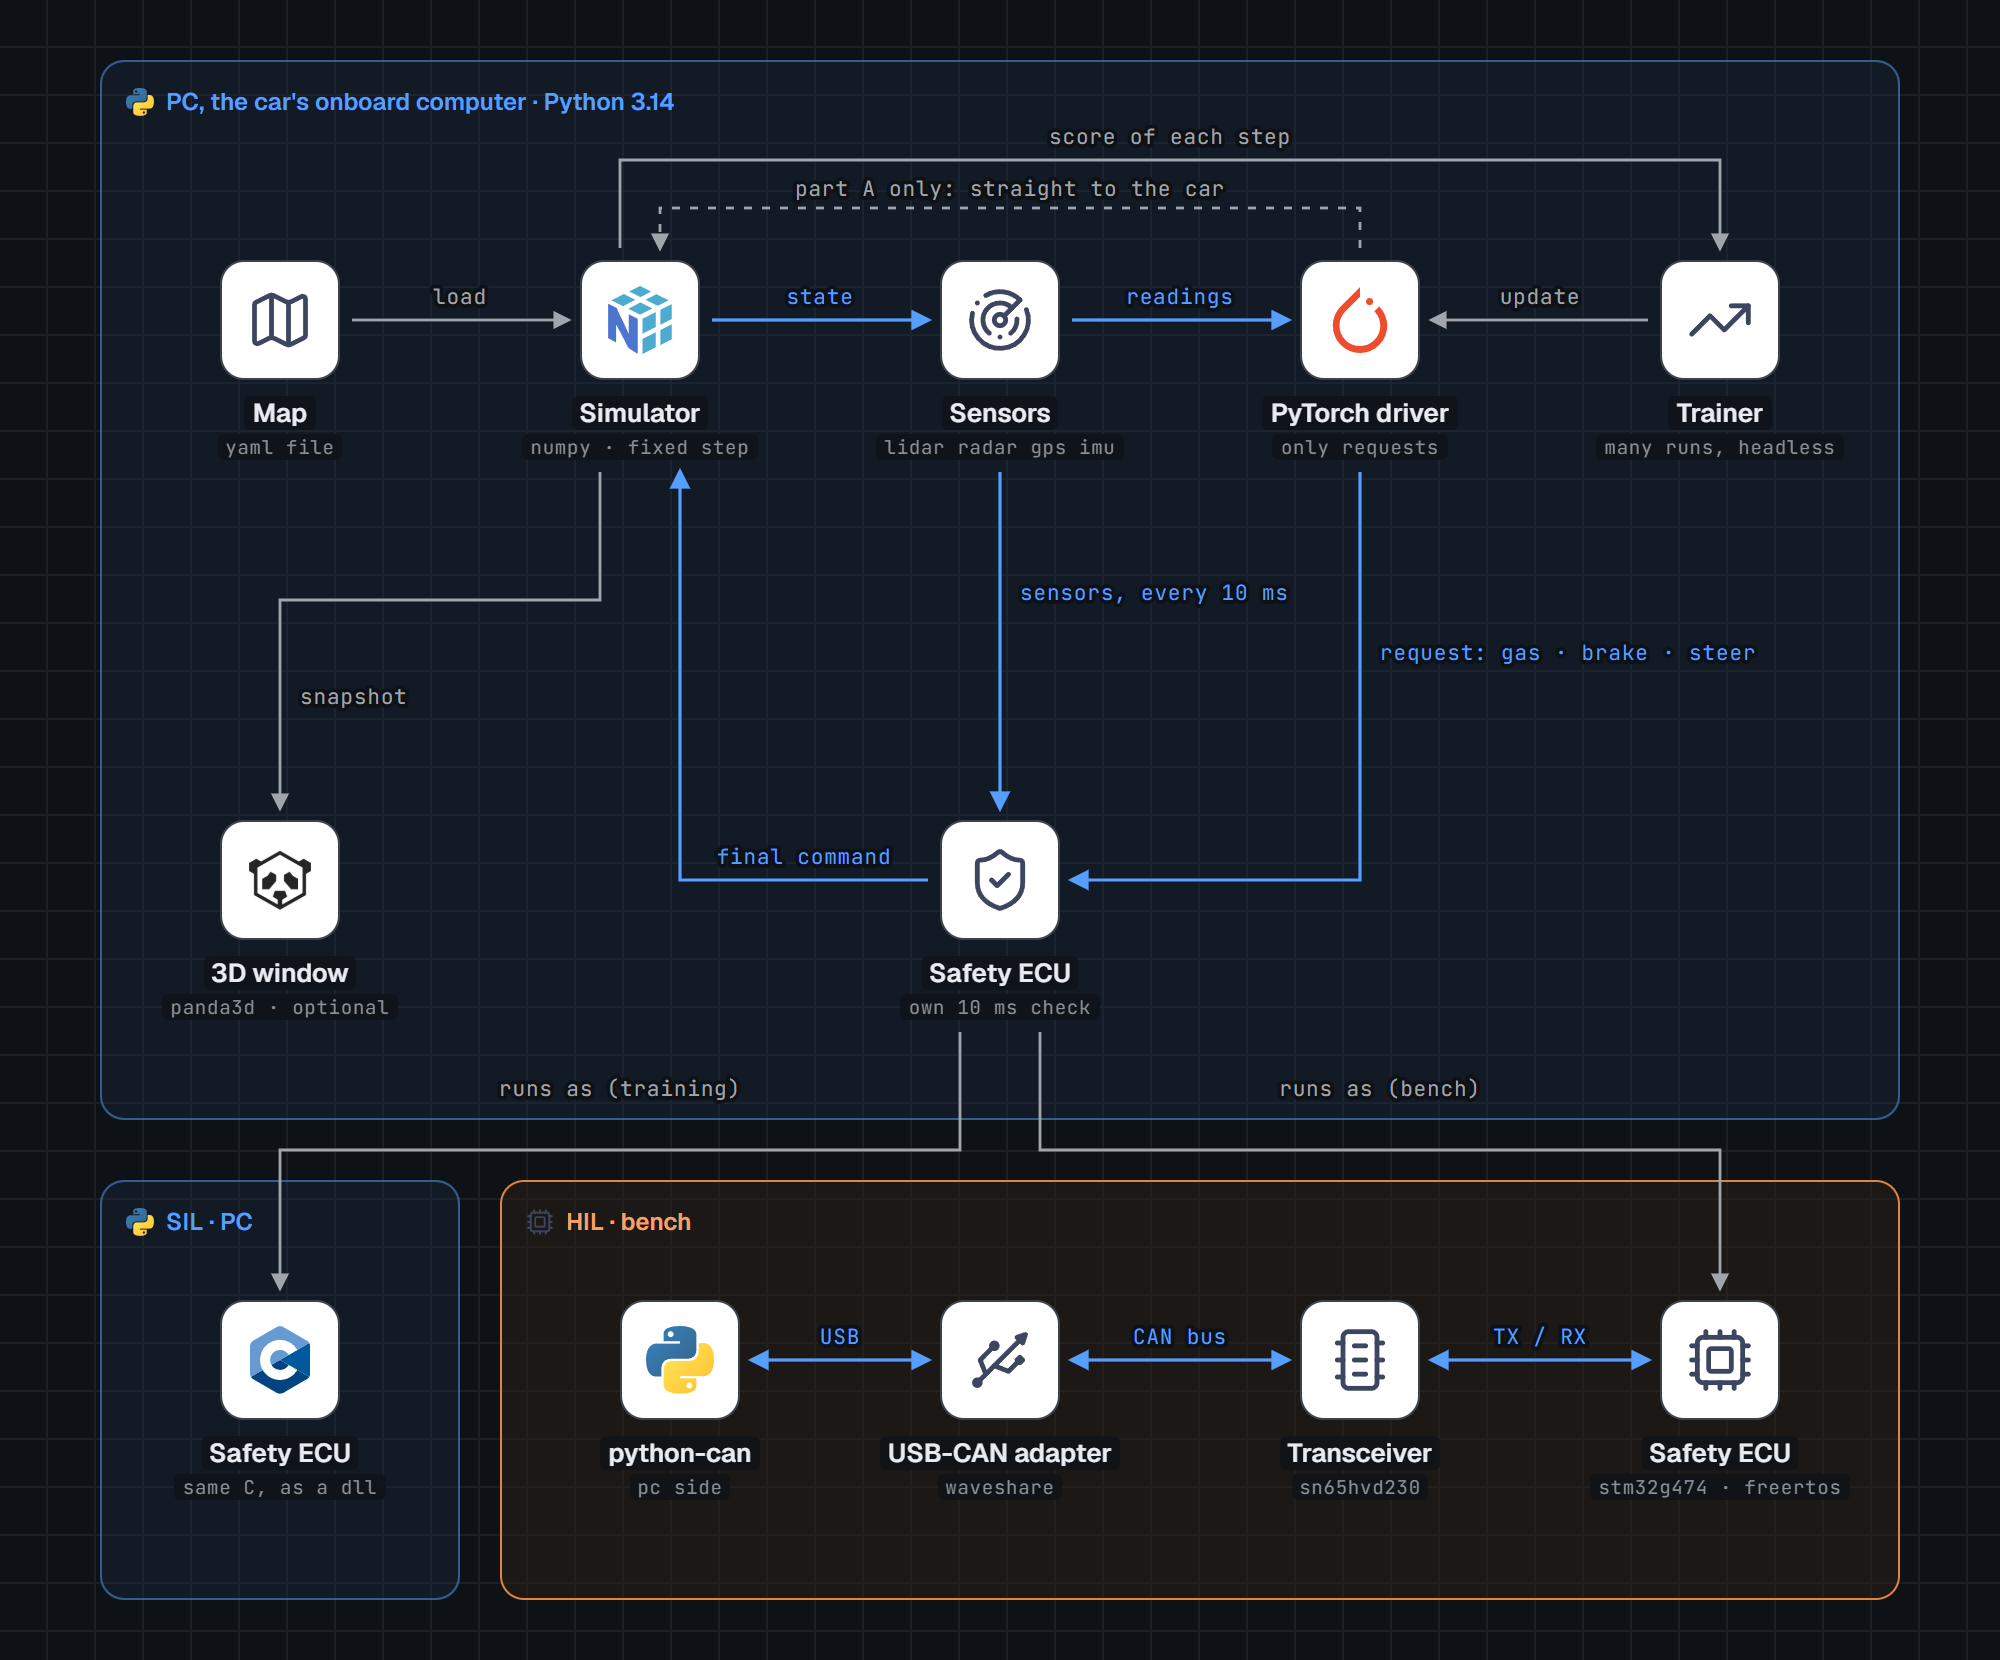 PC, the car's onboard computer · Python 3.14
score of each step
part A only: straight to the car
load
state
readings
update
Map
yaml file
Simulator
numpy · fixed step
Sensors
lidar radar gps imu
PyTorch driver
only requests
Trainer
many runs, headless
sensors, every 10 ms
request: gas · brake · steer
snapshot
final command
3D window
panda3d · optional
Safety ECU
own 10 ms check
runs as (training)
runs as (bench)
SIL · PC
HIL · bench
USB
CAN bus
TX / RX
Safety ECU
same C, as a dll
python-can
pc side
USB-CAN adapter
waveshare
Transceiver
sn65hvd230
Safety ECU
stm32g474 · freertos